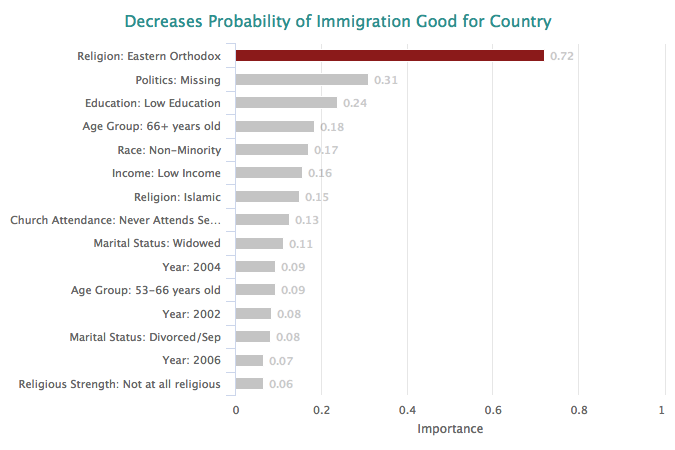 Decreases Probability of Immigration Good for Country
Religion: Eastern Orthodox 0.72
Politics: Missing 0.31
Education: Low Education 0.24
Age Group: 66+ years old 0.18
Race: Non-Minority 0.17
Income: Low Income 0.16
Religion: Islamic 0.15
Church Attendance: Never Attends Se... 0.13
Marital Status: Widowed 0.11
Year: 2004 0.09
Age Group: 53-66 years old 0.09
Year: 2002 0.08
Marital Status: Divorced/Sep 0.08
Year: 2006 0.07
Religious Strength: Not at all religious 0.06
0 0.2 0.4 0.6 0.8 1
Importance